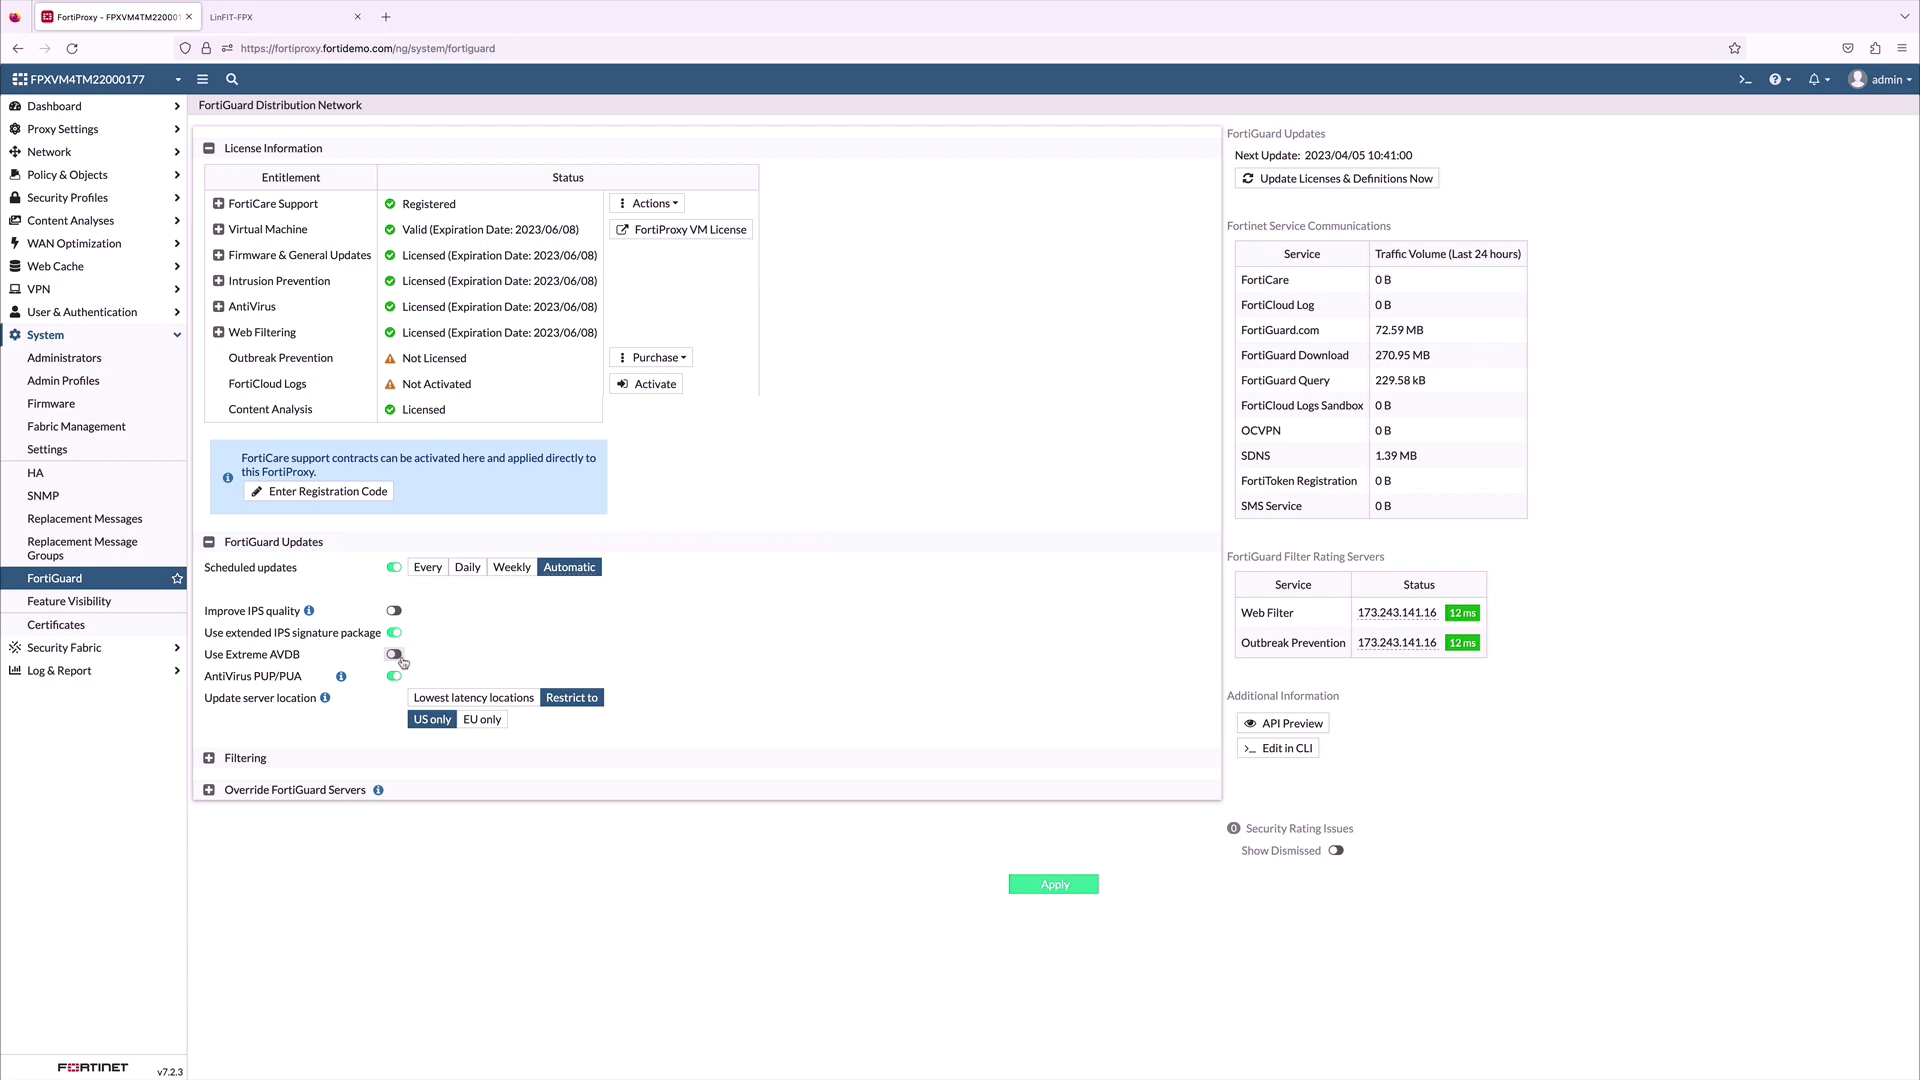 FortiProxy - FPXVM4TM220001
LinFIT-FPX
https://fortiproxy.fortidemo.com/ng/system/fortiguard
FPXVM4TM22000177
admin
Dashboard
Proxy Settings
Network
Policy & Objects
Security Profiles
Content Analyses
WAN Optimization
Web Cache
VPN
User & Authentication
System
Administrators
Admin Profiles
Firmware
Fabric Management
Settings
HA
SNMP
Replacement Messages
Replacement Message
Groups
FortiGuard
Feature Visibility
Certificates
Security Fabric
Log & Report
FORTINET
v7.2.3
FortiGuard Distribution Network
License Information
Entitlement Status
FortiCare Support Registered Actions
Virtual Machine Valid (Expiration Date: 2023/06/08) FortiProxy VM License
Firmware & General Updates Licensed (Expiration Date: 2023/06/08)
Intrusion Prevention Licensed (Expiration Date: 2023/06/08)
AntiVirus Licensed (Expiration Date: 2023/06/08)
Web Filtering Licensed (Expiration Date: 2023/06/08)
Outbreak Prevention Not Licensed Purchase
FortiCloud Logs Not Activated Activate
Content Analysis Licensed
FortiCare support contracts can be activated here and applied directly to
this FortiProxy.
Enter Registration Code
FortiGuard Updates
Scheduled updates Every Daily Weekly Automatic
Improve IPS quality
Use extended IPS signature package
Use Extreme AVDB
AntiVirus PUP/PUA
Update server location Lowest latency locations Restrict to
US only EU only
Filtering
Override FortiGuard Servers
Apply
FortiGuard Updates
Next Update: 2023/04/05 10:41:00
Update Licenses & Definitions Now
Fortinet Service Communications
Service Traffic Volume (Last 24 hours)
FortiCare 0 B
FortiCloud Log 0 B
FortiGuard.com 72.59 MB
FortiGuard Download 270.95 MB
FortiGuard Query 229.58 kB
FortiCloud Logs Sandbox 0 B
OCVPN 0 B
SDNS 1.39 MB
FortiToken Registration 0 B
SMS Service 0 B
FortiGuard Filter Rating Servers
Service Status
Web Filter 173.243.141.16 12 ms
Outbreak Prevention 173.243.141.16 12 ms
Additional Information
API Preview
Edit in CLI
0 Security Rating Issues
Show Dismissed